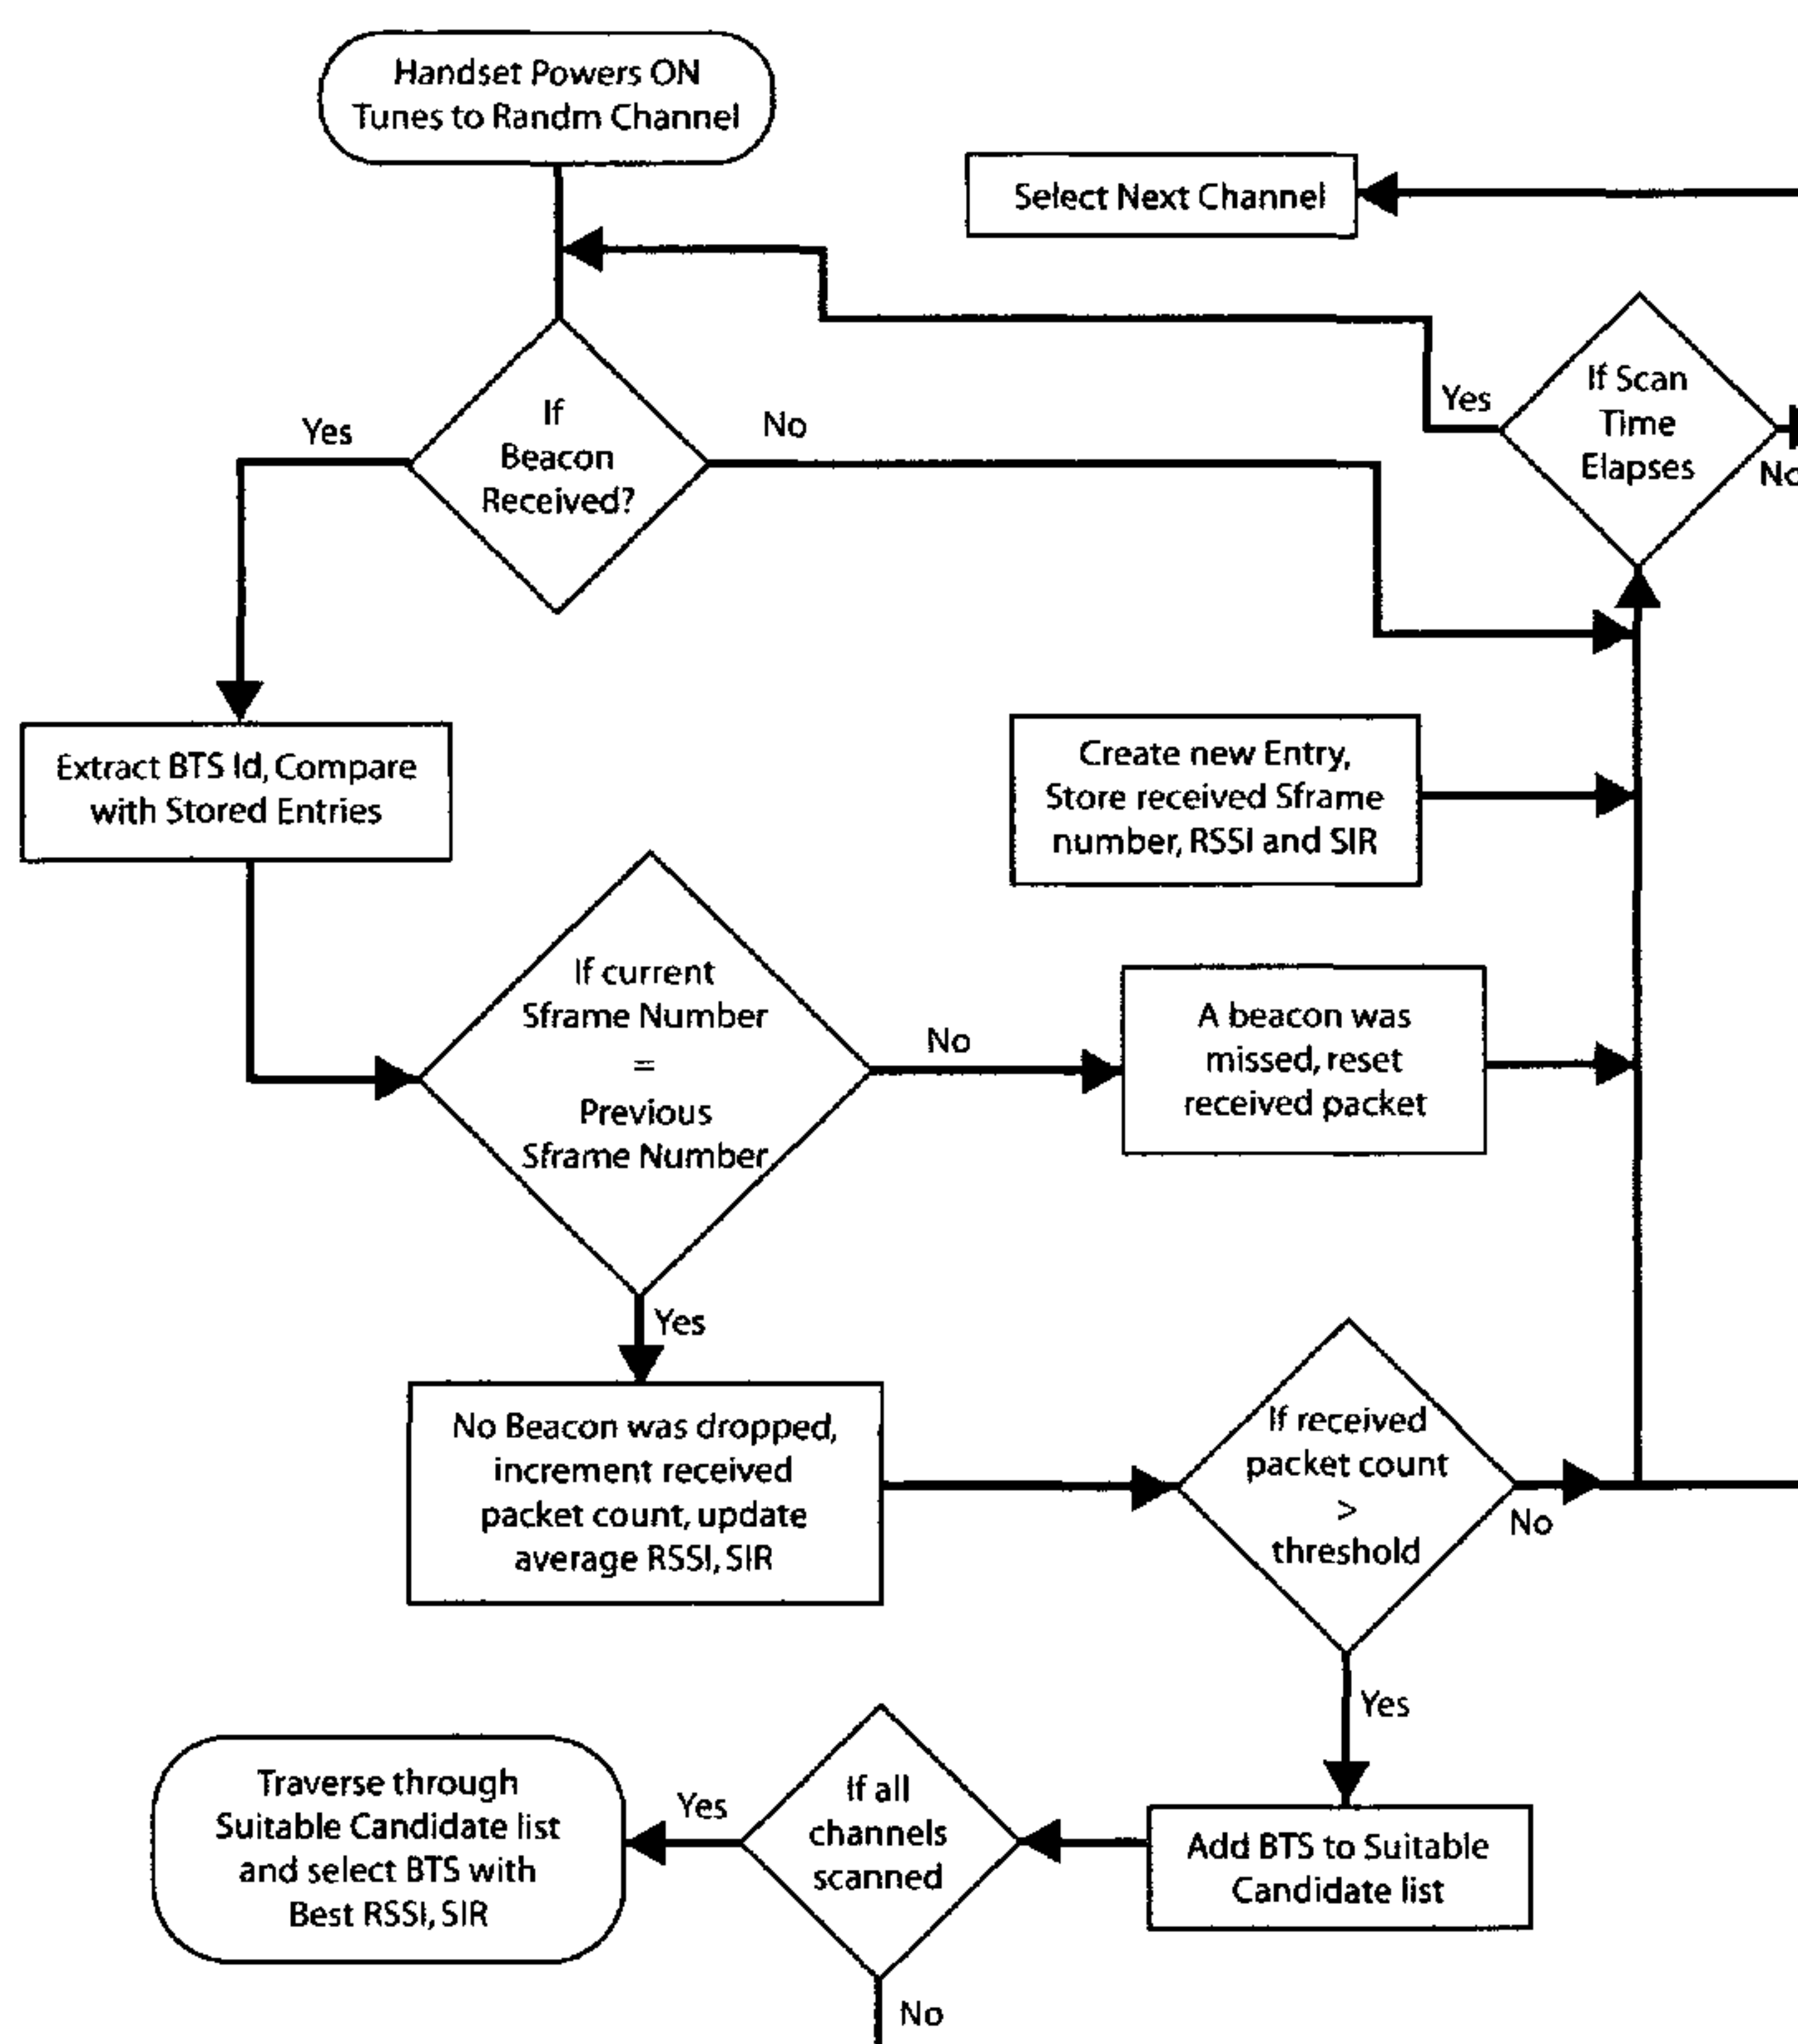 Handset Powers ON
Tunes to Randm Channel
Select Next Channel
If
Beacon
Received?
Yes
No
If Scan
Time
Elapses
Yes
No
Extract BTS Id, Compare
with Stored Entries
Create new Entry,
Store received Sframe
number, RSSI and SIR
If current
Sframe Number
=
Previous
Sframe Number
No
A beacon was
missed, reset
received packet
Yes
No Beacon was dropped,
increment received
packet count, update
average RSSI, SIR
If received
packet count
>
threshold
No
Yes
Traverse through
Suitable Candidate list
and select BTS with
Best RSSI, SIR
Yes
If all
channels
scanned
Add BTS to Suitable
Candidate list
No